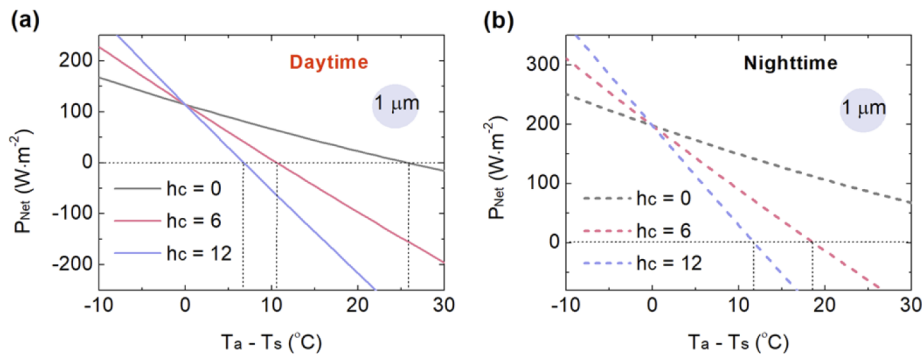 (a)
Daytime
1 μm
hc = 0
hc = 6
hc = 12
200
100
0
-100
-200
P_Net (W·m⁻²)
-10 0 10 20 30
Ta - Ts (°C)
(b)
Nighttime
1 μm
hc = 0
hc = 6
hc = 12
300
200
100
0
P_Net (W·m⁻²)
-10 0 10 20 30
Ta - Ts (°C)